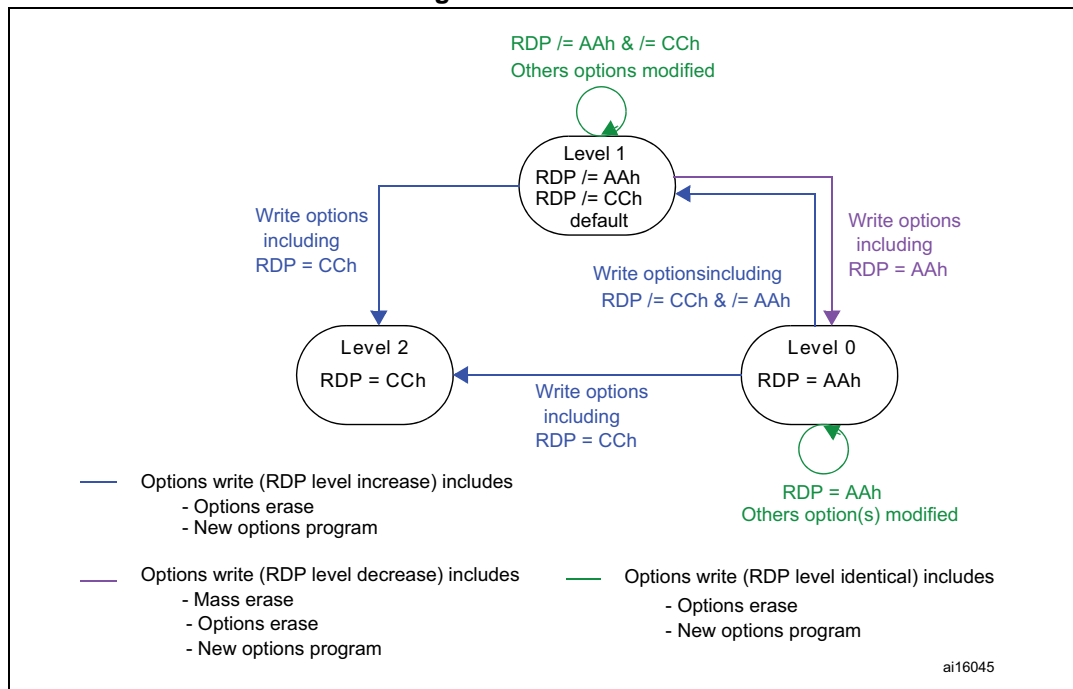 RDP /= AAh & /= CCh
Others options modified
Level 1
RDP /= AAh
RDP /= CCh
default
Write options
including
RDP = CCh
Write options
including
RDP = AAh
Write optionsincluding
RDP /= CCh & /= AAh
Level 2
RDP = CCh
Level 0
RDP = AAh
Write options
including
RDP = CCh
RDP = AAh
Others option(s) modified
Options write (RDP level increase) includes
- Options erase
- New options program
Options write (RDP level decrease) includes
- Mass erase
- Options erase
- New options program
Options write (RDP level identical) includes
- Options erase
- New options program
ai16045